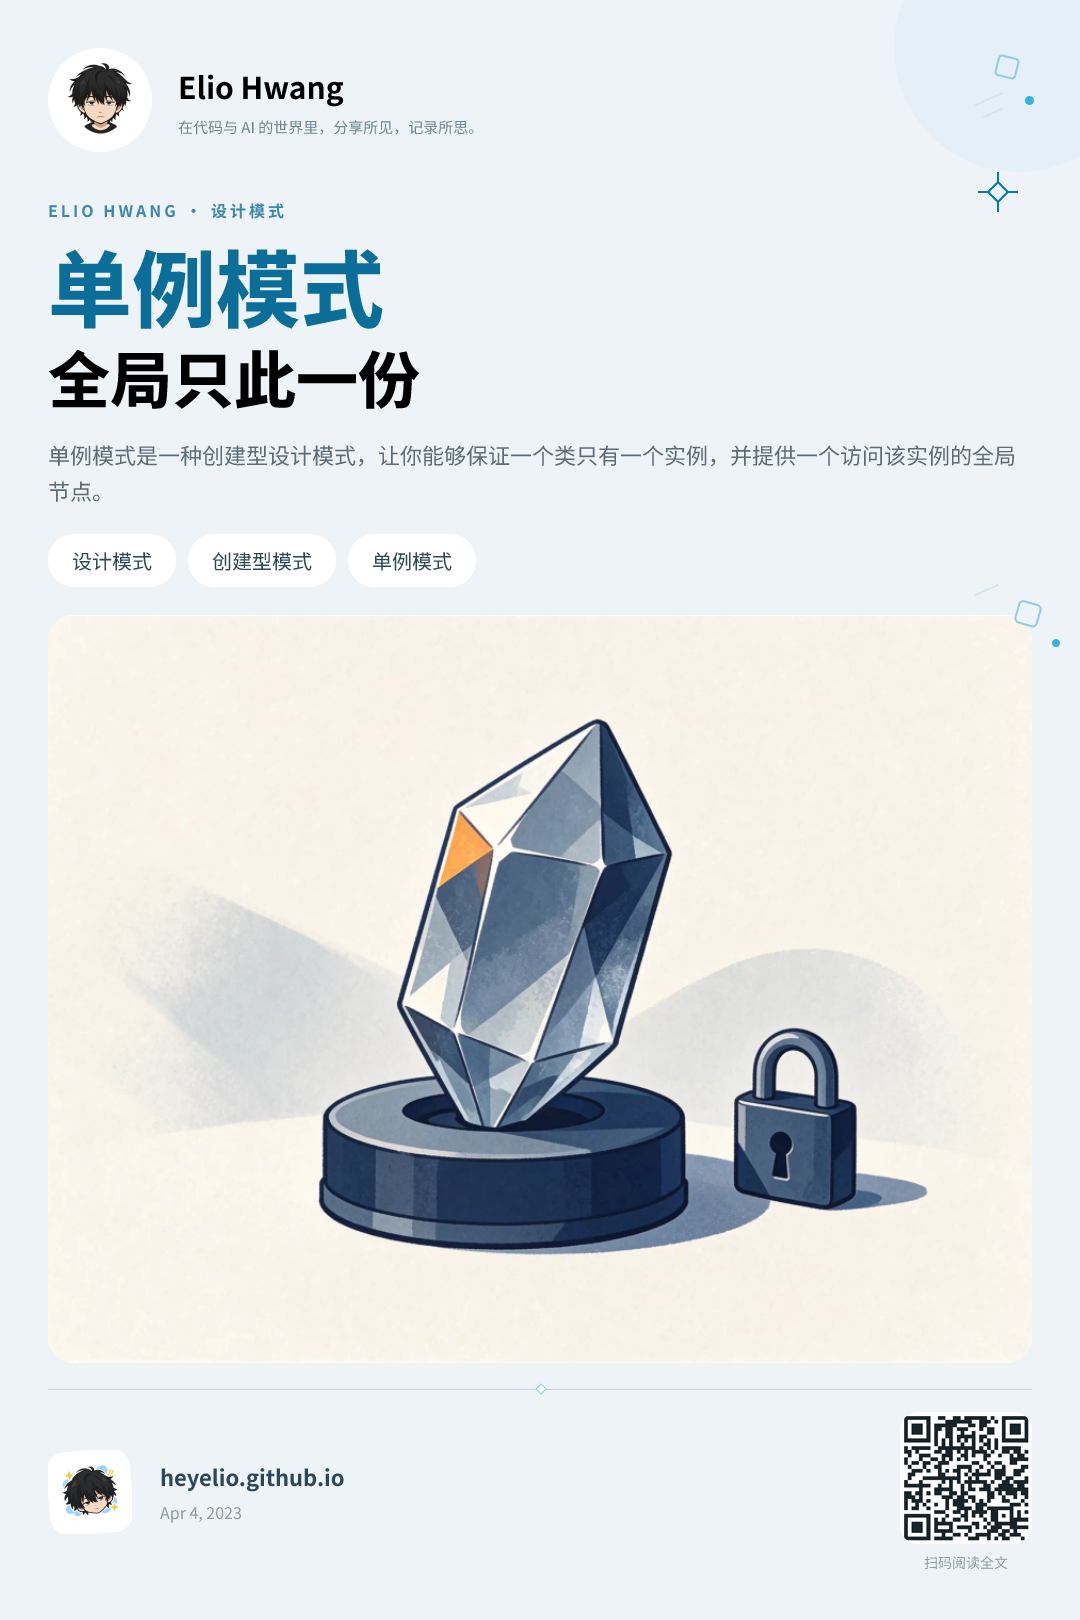 Elio Hwang
在代码与 AI 的世界里，分享所见，记录所思。
ELIO HWANG • 设计模式
单例模式
全局只此一份
单例模式是一种创建型设计模式，让你能够保证一个类只有一个实例，并提供一个访问该实例的全局
节点。
设计模式 创建型模式 单例模式
heyelio.github.io
Apr 4, 2023
扫码阅读全文